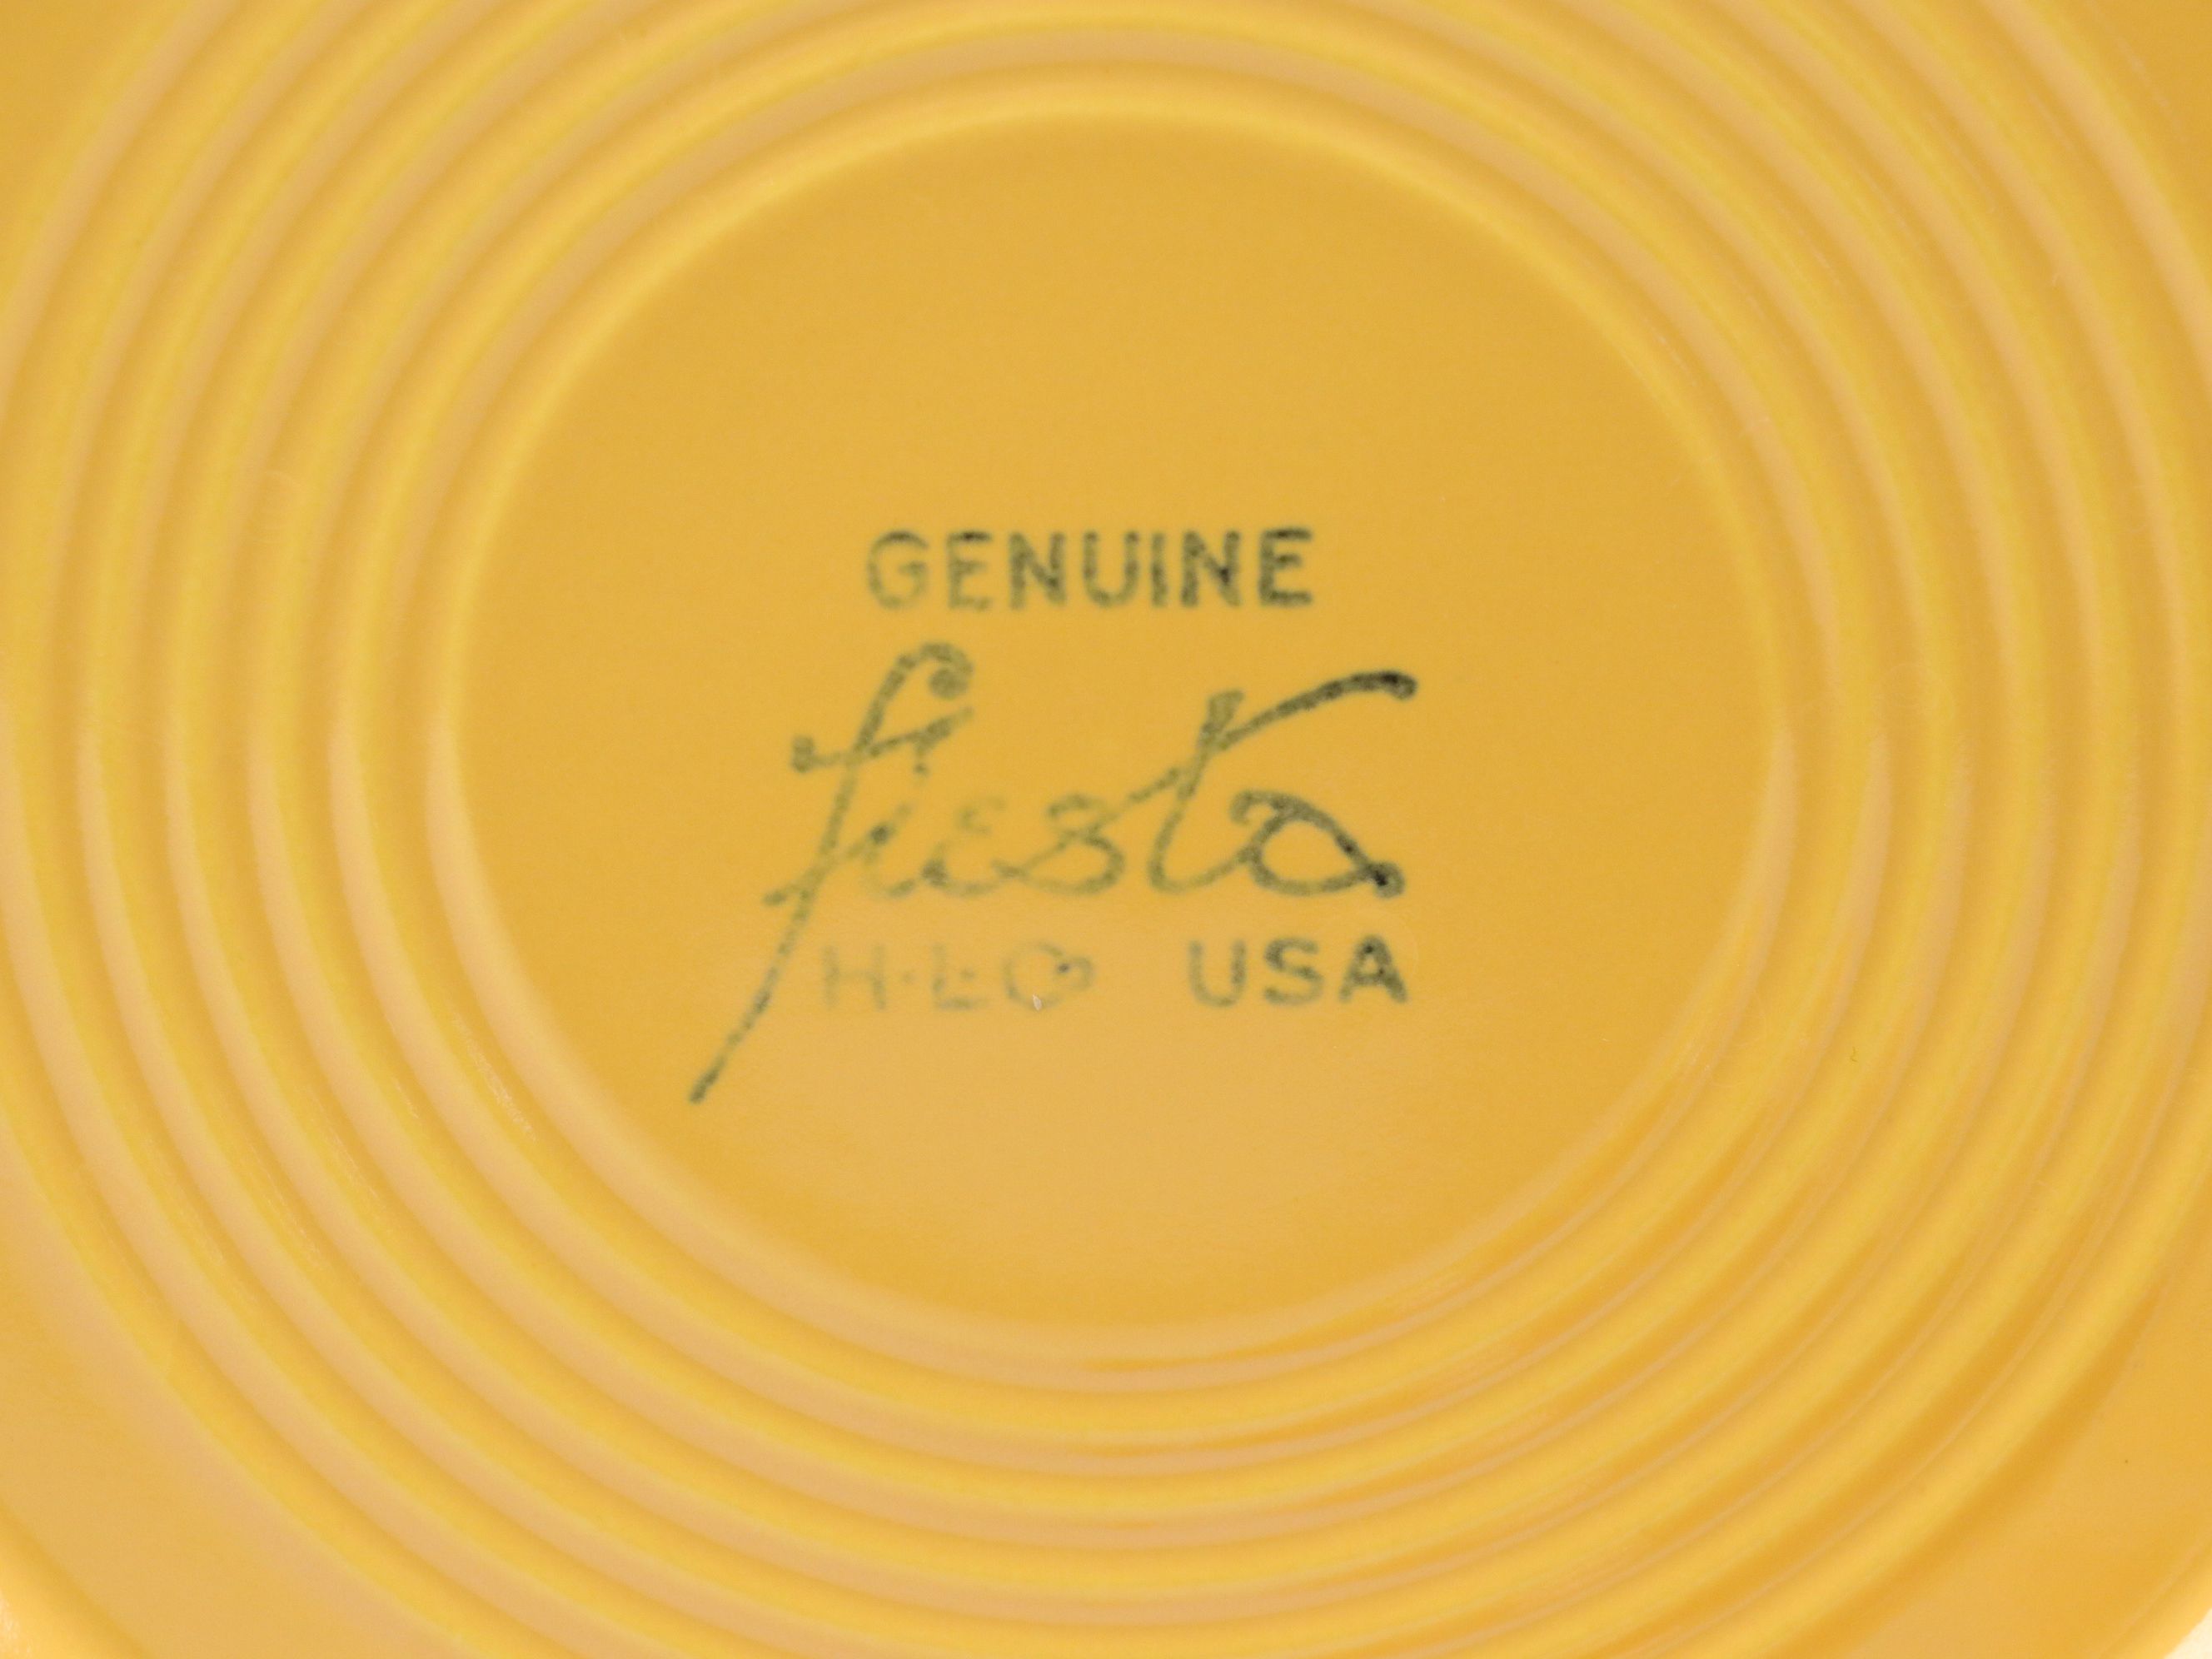 GENUINE
fiesta
H·L Co USA